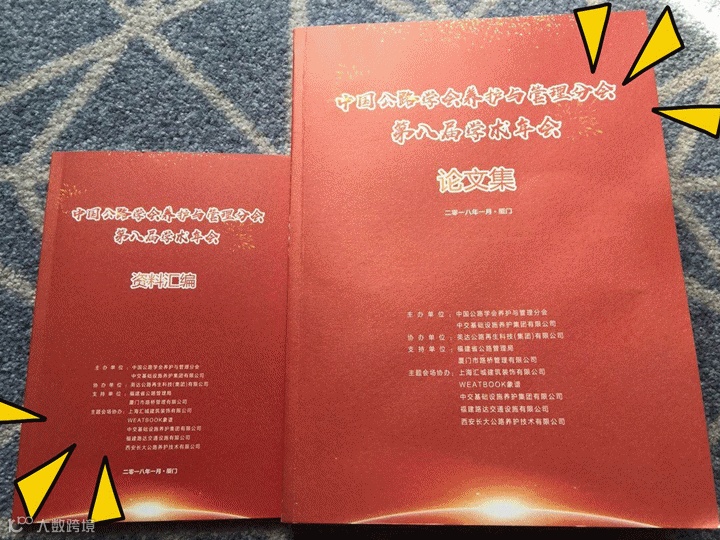 中国公路学会养护与管理分会
第八届学术年会
资料汇编
主办单位：中国公路学会养护与管理分会
中交基础设施养护集团有限公司
协办单位：英达公路再生科技(集团)有限公司
支持单位：福建省公路管理局
厦门市路桥管理有限公司
主题会场协办：上海汇城建筑装饰有限公司
WEATBOOK豪谱
中交基础设施养护集团有限公司
福建路达交通设施有限公司
西安长大公路养护技术有限公司
二零一八年一月·厦门
中国公路学会养护与管理分会
第八届学术年会
论文集
二零一八年一月·厦门
主办单位：中国公路学会养护与管理分会
中交基础设施养护集团有限公司
协办单位：英达公路再生科技(集团)有限公司
支持单位：福建省公路管理局
厦门市路桥管理有限公司
主题会场协办：上海汇城建筑装饰有限公司
WEATBOOK豪谱
中交基础设施养护集团有限公司
福建路达交通设施有限公司
西安长大公路养护技术有限公司
大数跨境